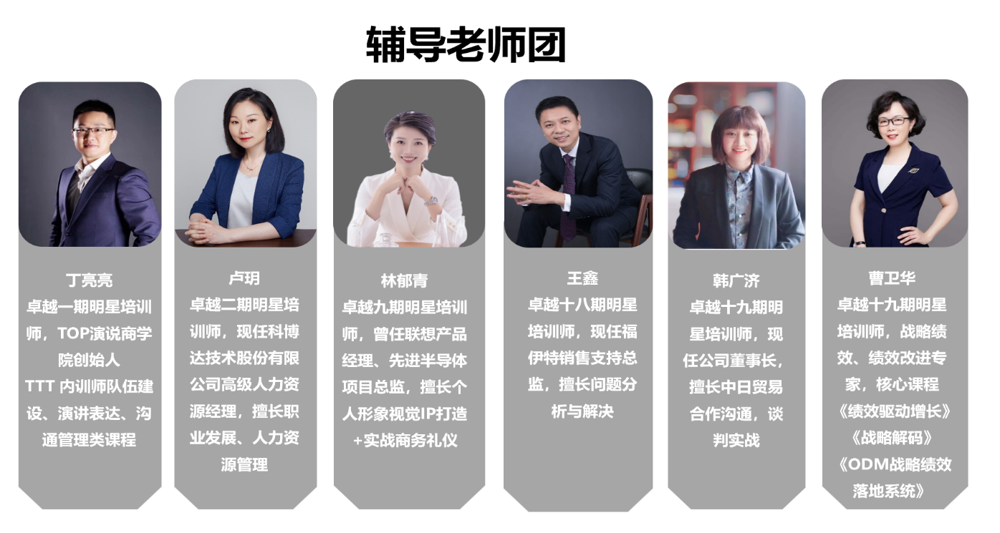 辅导老师团
丁亮亮
卓越一期明星培训
师，TOP演说商学
院创始人
TTT 内训师队伍建
设、演讲表达、沟
通管理类课程
卢玥
卓越二期明星培
训师，现任科博
达技术股份有限
公司高级人力资
源经理，擅长职
业发展、人力资
源管理
林郁青
卓越九期明星培训
师，曾任联想产品
经理、先进半导体
项目总监，擅长个
人形象视觉IP打造
+实战商务礼仪
王鑫
卓越十八期明星
培训师，现任福
伊特销售支持总
监，擅长问题分
析与解决
韩广济
卓越十九期明
星培训师，现
任公司董事长，
擅长中日贸易
合作沟通，谈
判实战
曹卫华
卓越十九期明星
培训师，战略绩
效、绩效改进专
家，核心课程
《绩效驱动增长》
《战略解码》
《ODM战略绩效
落地系统》